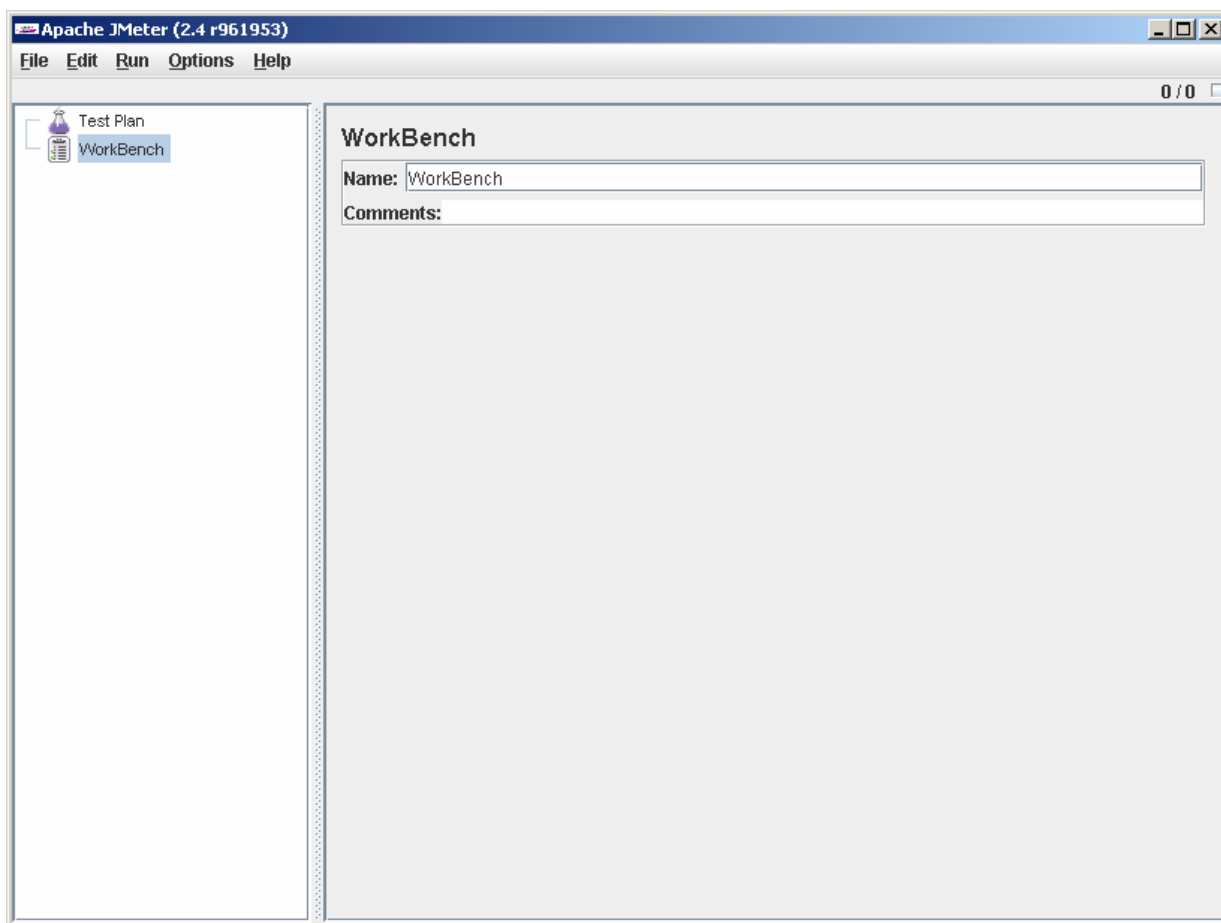 Apache JMeter (2.4 r961953)
File Edit Run Options Help
0 / 0
Test Plan
WorkBench
WorkBench
Name: WorkBench
Comments: